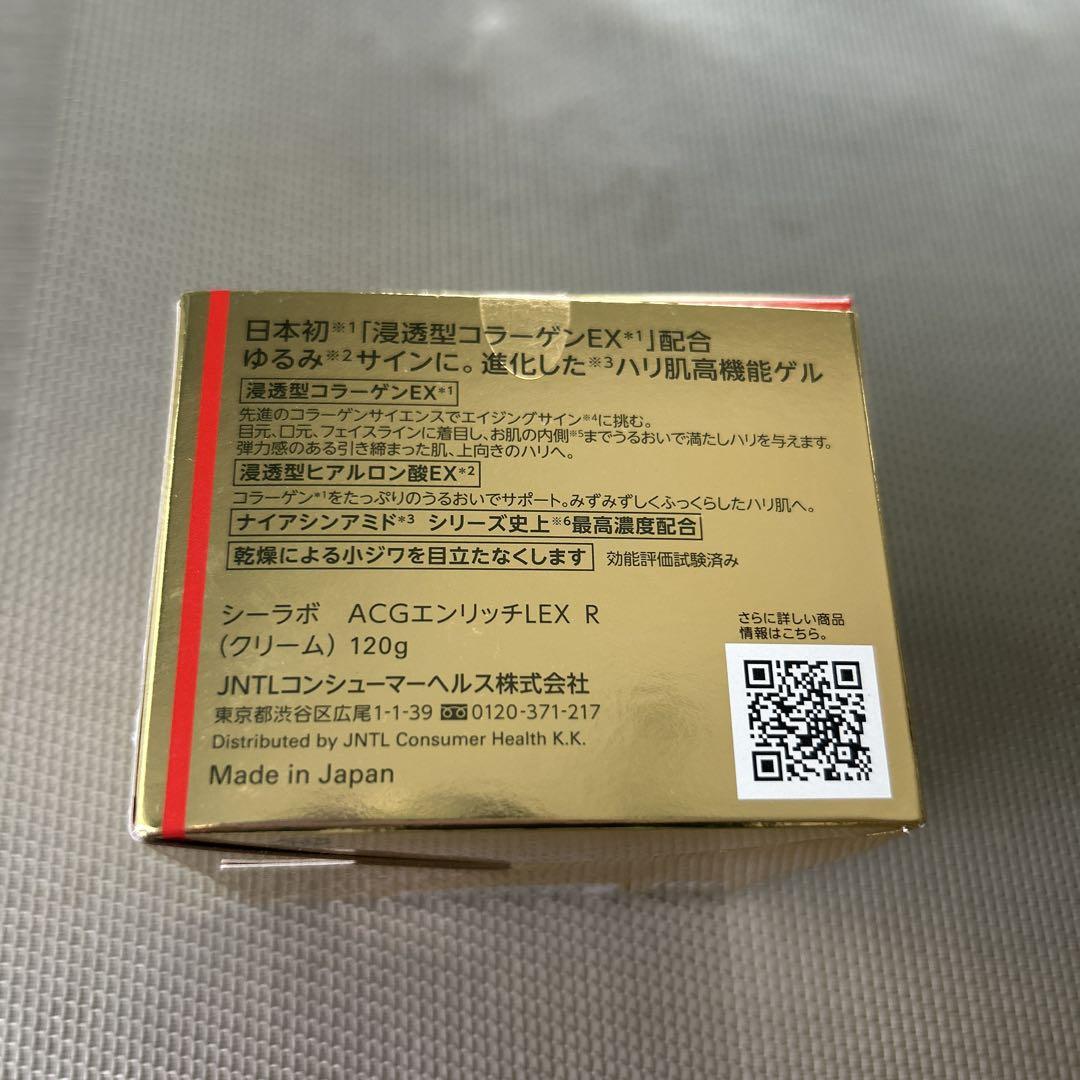 日本初※1「浸透型コラーゲンEX*1」配合
ゆるみ※2サインに。進化した※3ハリ肌高機能ゲル
浸透型コラーゲンEX*1
先進のコラーゲンサイエンスでエイジングサイン※4に挑む。
目元、口元、フェイスラインに着目し、お肌の内側※5までうるおいで満たしハリを与えます。
弾力感のある引き締まった肌、上向きのハリへ。
浸透型ヒアルロン酸EX*2
コラーゲン*1をたっぷりのうるおいでサポート。みずみずしくふっくらしたハリ肌へ。
ナイアシンアミド*3 シリーズ史上※6最高濃度配合
乾燥による小ジワを目立たなくします 効能評価試験済み
シーラボ ACGエンリッチLEX R
(クリーム) 120g
JNTLコンシューマーヘルス株式会社
東京都渋谷区広尾1-1-39 0120-371-217
Distributed by JNTL Consumer Health K.K.
Made in Japan
さらに詳しい商品
情報はこちら。